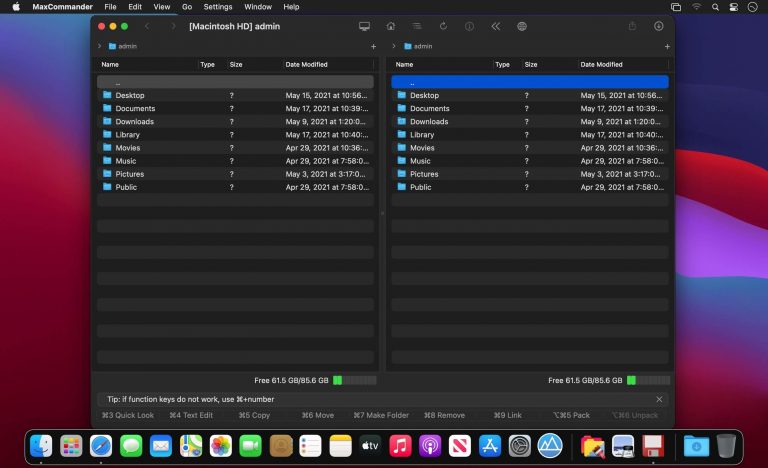 MaxCommander File Edit View Go Settings Window Help
[Macintosh HD] admin
admin
admin
Name Type Size Date Modified
Name Type Size Date Modified
..
..
Desktop ? May 15, 2021 at 10:56...
Desktop ? May 15, 2021 at 10:56...
Documents ? May 17, 2021 at 10:39:...
Documents ? May 17, 2021 at 10:39:...
Downloads ? May 9, 2021 at 1:20:0...
Downloads ? May 9, 2021 at 1:20:0...
Library ? May 17, 2021 at 10:40:...
Library ? May 17, 2021 at 10:40:...
Movies ? Apr 29, 2021 at 10:36:...
Movies ? Apr 29, 2021 at 10:36:...
Music ? Apr 29, 2021 at 7:58:0...
Music ? Apr 29, 2021 at 7:58:0...
Pictures ? May 3, 2021 at 3:17:0...
Pictures ? May 3, 2021 at 3:17:0...
Public ? Apr 29, 2021 at 7:58:0...
Public ? Apr 29, 2021 at 7:58:0...
Free 61.5 GB/85.6 GB
Free 61.5 GB/85.6 GB
Tip: if function keys do not work, use ⌘+number
⌘3 Quick Look ⌘4 Text Edit ⌘5 Copy ⌘6 Move ⌘7 Make Folder ⌘8 Remove ⌘9 Link ⌥⌘5 Pack ⌥⌘6 Unpack
tv